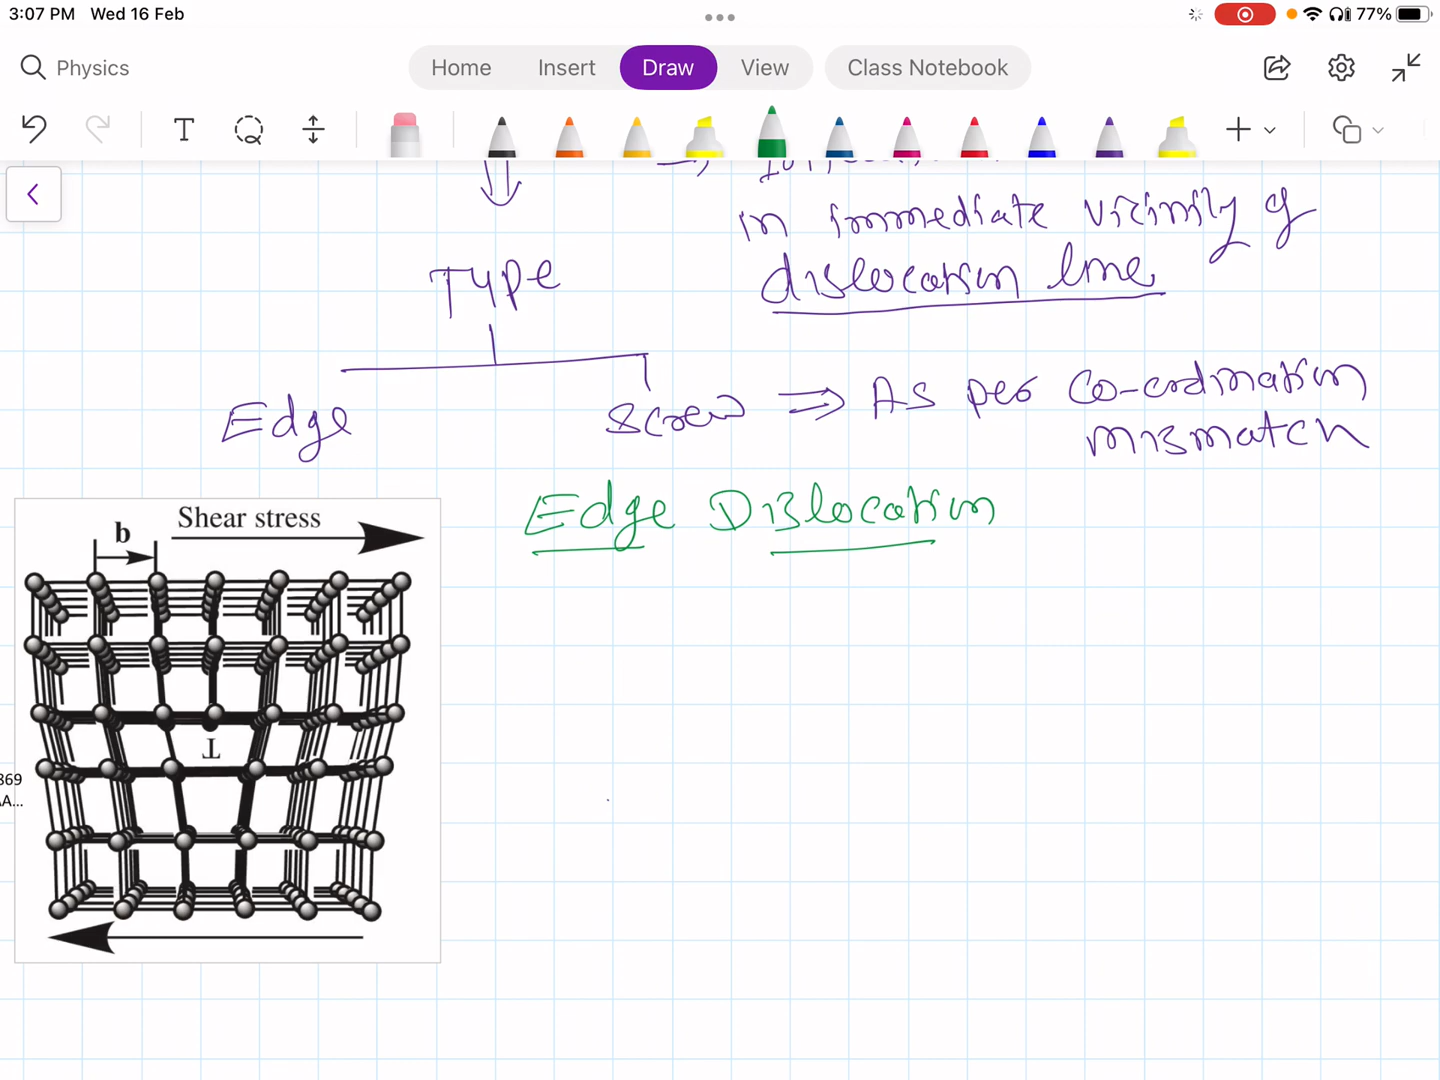 3:07 PM Wed 16 Feb
77%
Physics
Home Insert Draw View Class Notebook
T
in immediate vicinity of
dislocation line
Type
Edge
Screw ⇒ As per Co-ordination
mismatch
Edge Dislocation
Shear stress
b
⊥
869
A...